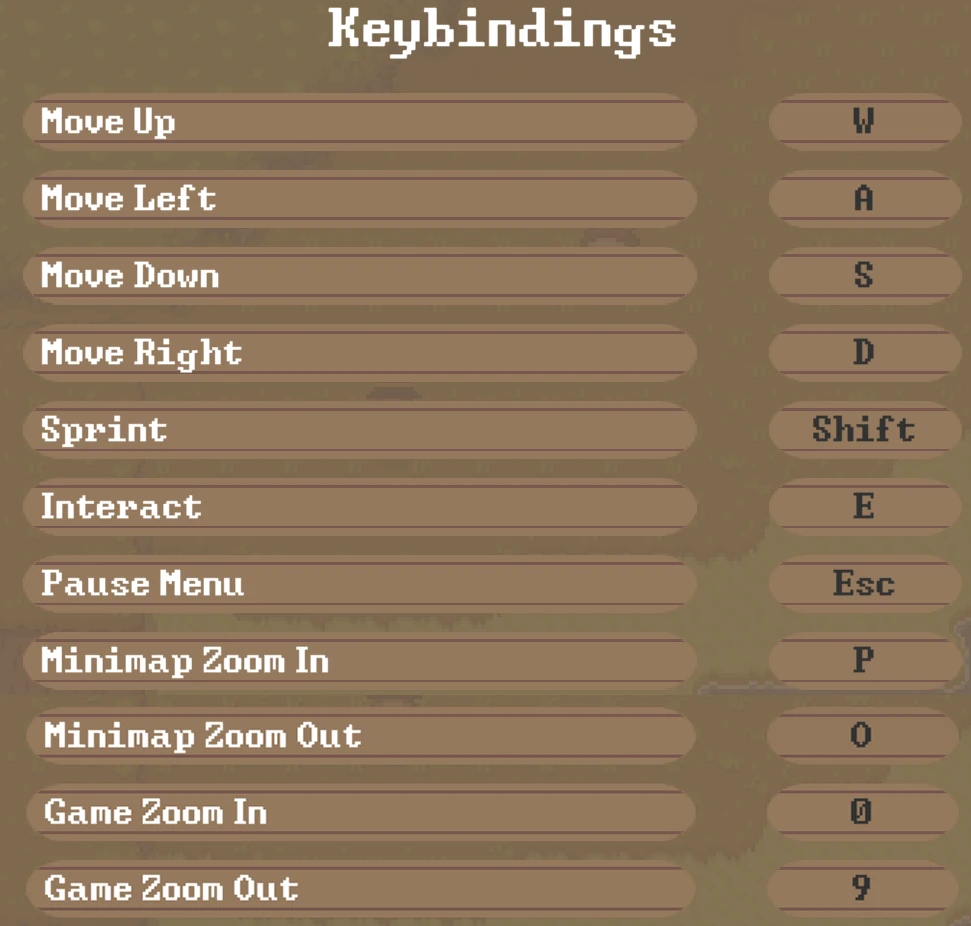 Keybindings
Move Up W
Move Left A
Move Down S
Move Right D
Sprint Shift
Interact E
Pause Menu Esc
Minimap Zoom In P
Minimap Zoom Out O
Game Zoom In 0
Game Zoom Out 9